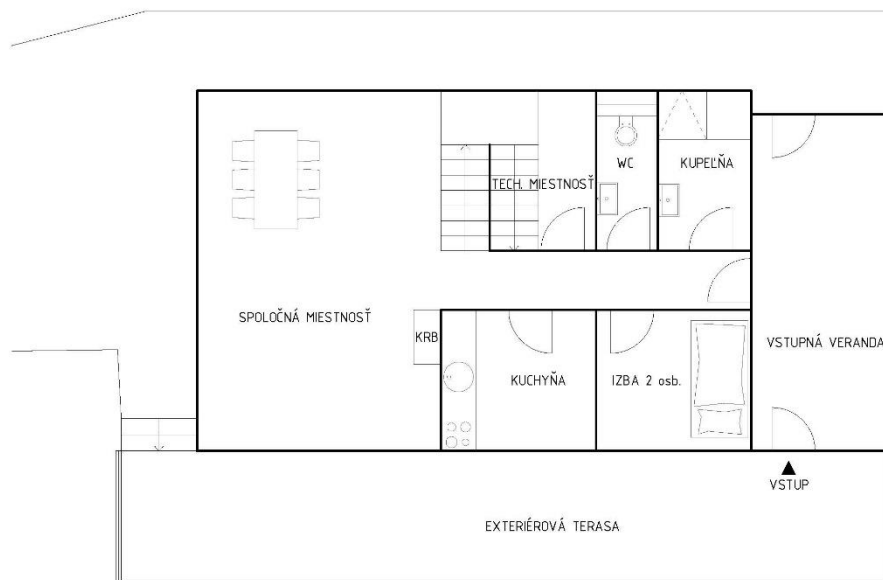 WC
KUPEĽŇA
TECH. MIESTNOSŤ
SPOLOČNÁ MIESTNOSŤ
KRB
VSTUPNÁ VERANDA
KUCHYŇA
IZBA 2 osb.
VSTUP
EXTERIÉROVÁ TERASA